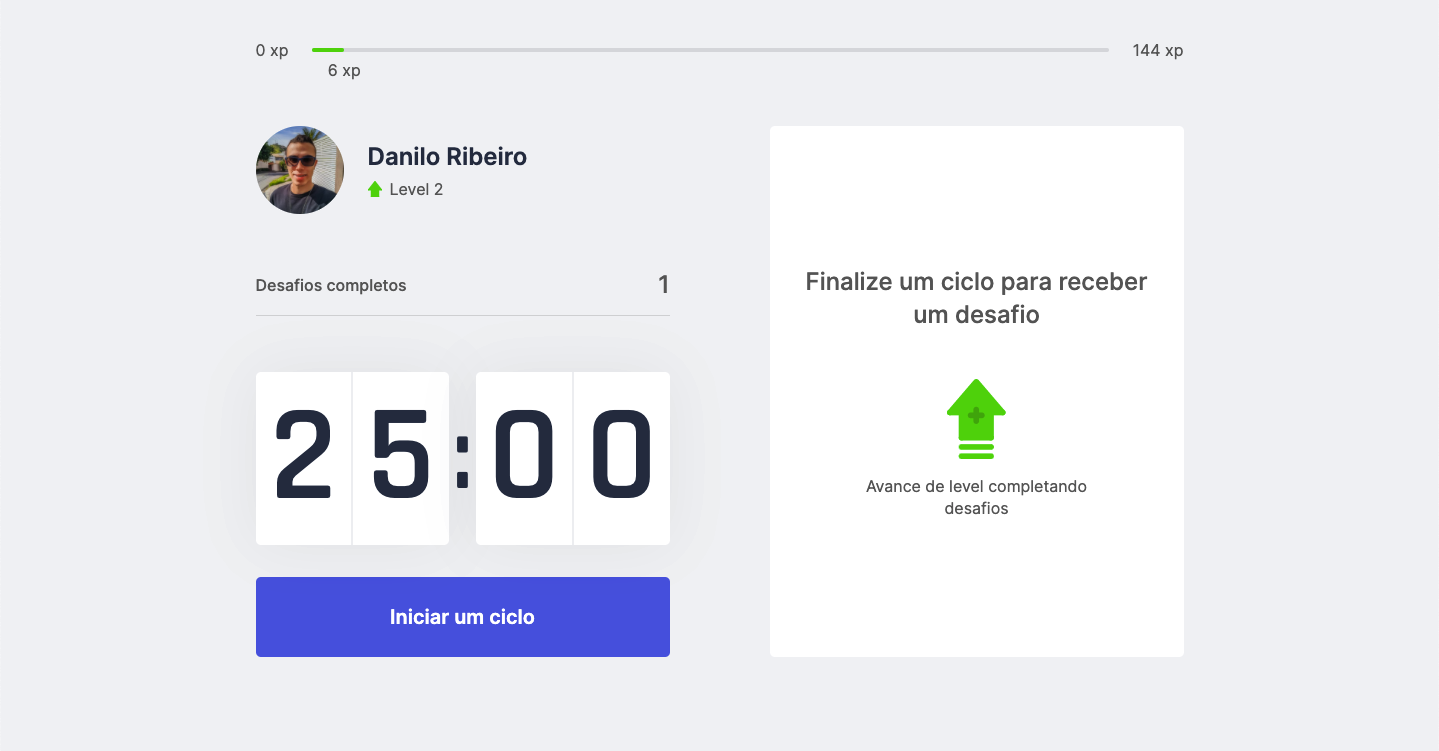 0 xp
144 xp
6 xp
Danilo Ribeiro
Level 2
Desafios completos
1
25:00
Iniciar um ciclo
Finalize um ciclo para receber
um desafio
Avance de level completando
desafios